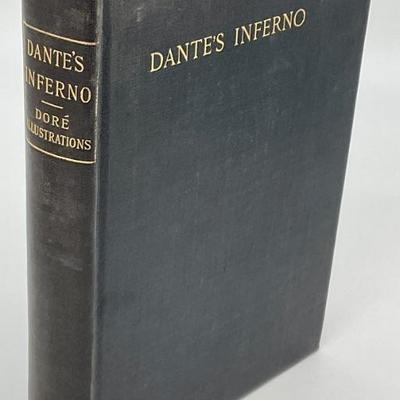 DANTE'S
INFERNO
DORÉ
ILLUSTRATIONS
DANTE'S INFERNO